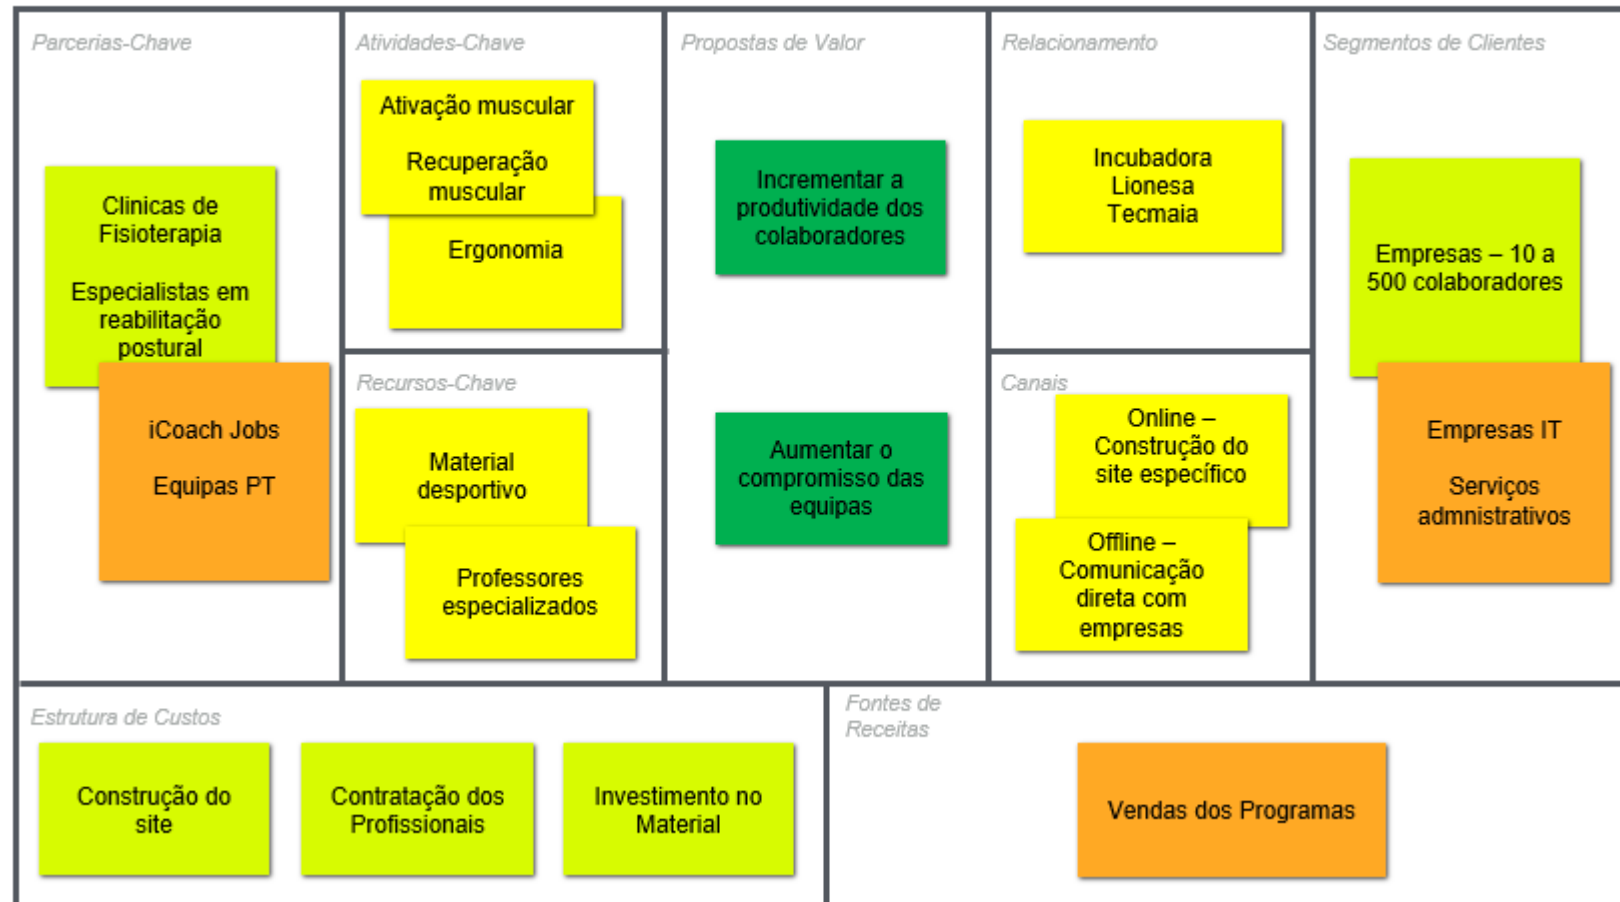 Parcerias-Chave
Clinicas de
Fisioterapia
Especialistas em
reabilitação
postural
iCoach Jobs
Equipas PT
Atividades-Chave
Ativação muscular
Recuperação
muscular
Ergonomia
Recursos-Chave
Material
desportivo
Professores
especializados
Propostas de Valor
Incrementar a
produtividade dos
colaboradores
Aumentar o
compromisso das
equipas
Relacionamento
Incubadora
Lionesa
Tecmaia
Canais
Online –
Construção do
site específico
Offline –
Comunicação
direta com
empresas
Segmentos de Clientes
Empresas – 10 a
500 colaboradores
Empresas IT
Serviços
admnistrativos
Estrutura de Custos
Construção do
site
Contratação dos
Profissionais
Investimento no
Material
Fontes de
Receitas
Vendas dos Programas